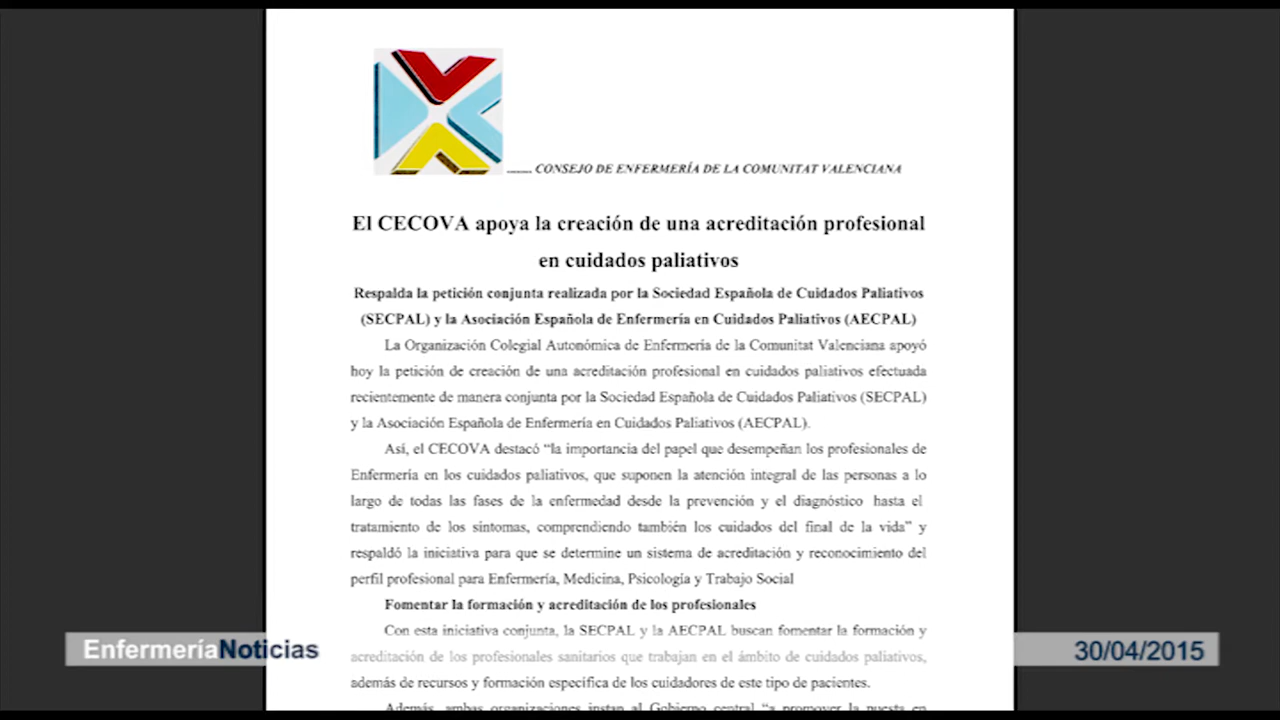 CONSEJO DE ENFERMERÍA DE LA COMUNITAT VALENCIANA
El CECOVA apoya la creación de una acreditación profesional
en cuidados paliativos
Respalda la petición conjunta realizada por la Sociedad Española de Cuidados Paliativos
(SECPAL) y la Asociación Española de Enfermería en Cuidados Paliativos (AECPAL)
La Organización Colegial Autonómica de Enfermería de la Comunitat Valenciana apoyó
hoy la petición de creación de una acreditación profesional en cuidados paliativos efectuada
recientemente de manera conjunta por la Sociedad Española de Cuidados Paliativos (SECPAL)
y la Asociación Española de Enfermería en Cuidados Paliativos (AECPAL).
Así, el CECOVA destacó “la importancia del papel que desempeñan los profesionales de
Enfermería en los cuidados paliativos, que suponen la atención integral de las personas a lo
largo de todas las fases de la enfermedad desde la prevención y el diagnóstico hasta el
tratamiento de los síntomas, comprendiendo también los cuidados del final de la vida” y
respaldó la iniciativa para que se determine un sistema de acreditación y reconocimiento del
perfil profesional para Enfermería, Medicina, Psicología y Trabajo Social
Fomentar la formación y acreditación de los profesionales
Con esta iniciativa conjunta, la SECPAL y la AECPAL buscan fomentar la formación y
acreditación de los profesionales sanitarios que trabajan en el ámbito de cuidados paliativos,
además de recursos y formación específica de los cuidadores de este tipo de pacientes.
Además, ambas organizaciones instan al Gobierno central “a promover la puesta en
EnfermeríaNoticias
30/04/2015